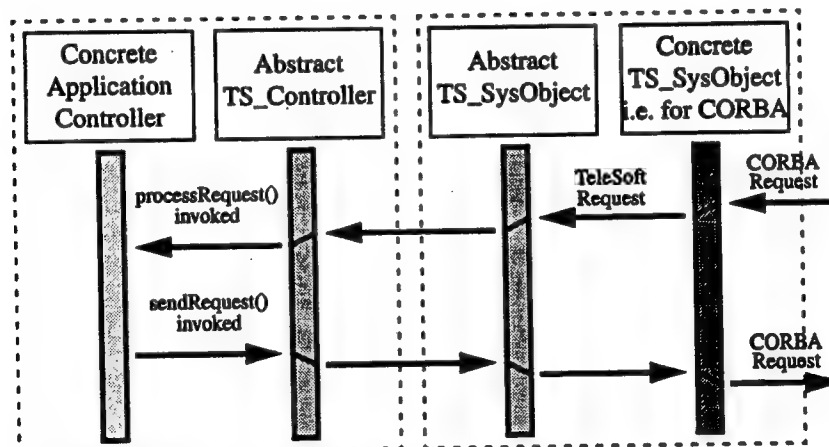 Concrete
Application
Controller
Abstract
TS_Controller
Abstract
TS_SysObject
Concrete
TS_SysObject
i.e. for CORBA
processRequest()
invoked
TeleSoft
Request
CORBA
Request
sendRequest()
invoked
CORBA
Request